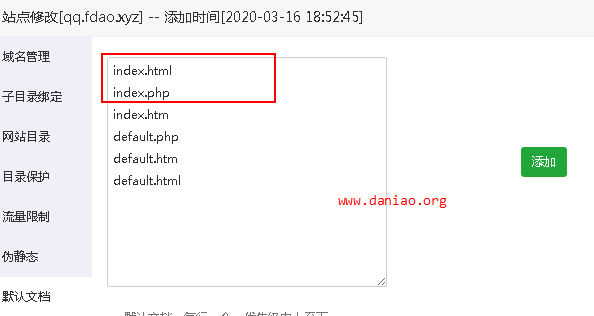 站点修改[qq.fdao.xyz] -- 添加时间[2020-03-16 18:52:45]
域名管理
子目录绑定
网站目录
目录保护
流量限制
伪静态
默认文档
index.html
index.php
index.htm
default.php
default.htm
default.html
添加
www.daniao.org